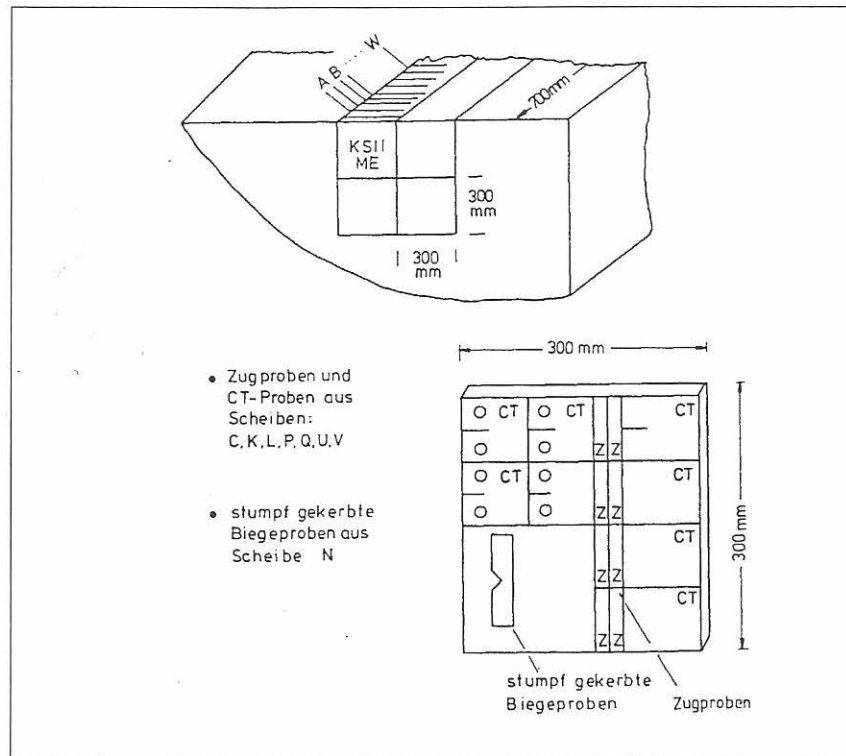 A B ..... W
700mm
KS11
ME
300
mm
300
mm
300 mm
• Zugproben und
CT-Proben aus
Scheiben:
C, K, L, P, Q, U, V
• stumpf gekerbte
Biegeproben aus
Scheibe N
CT CT CT
Z Z
CT CT
Z Z
CT
Z Z
CT
Z Z
300 mm
stumpf gekerbte
Biegeproben
Zugproben